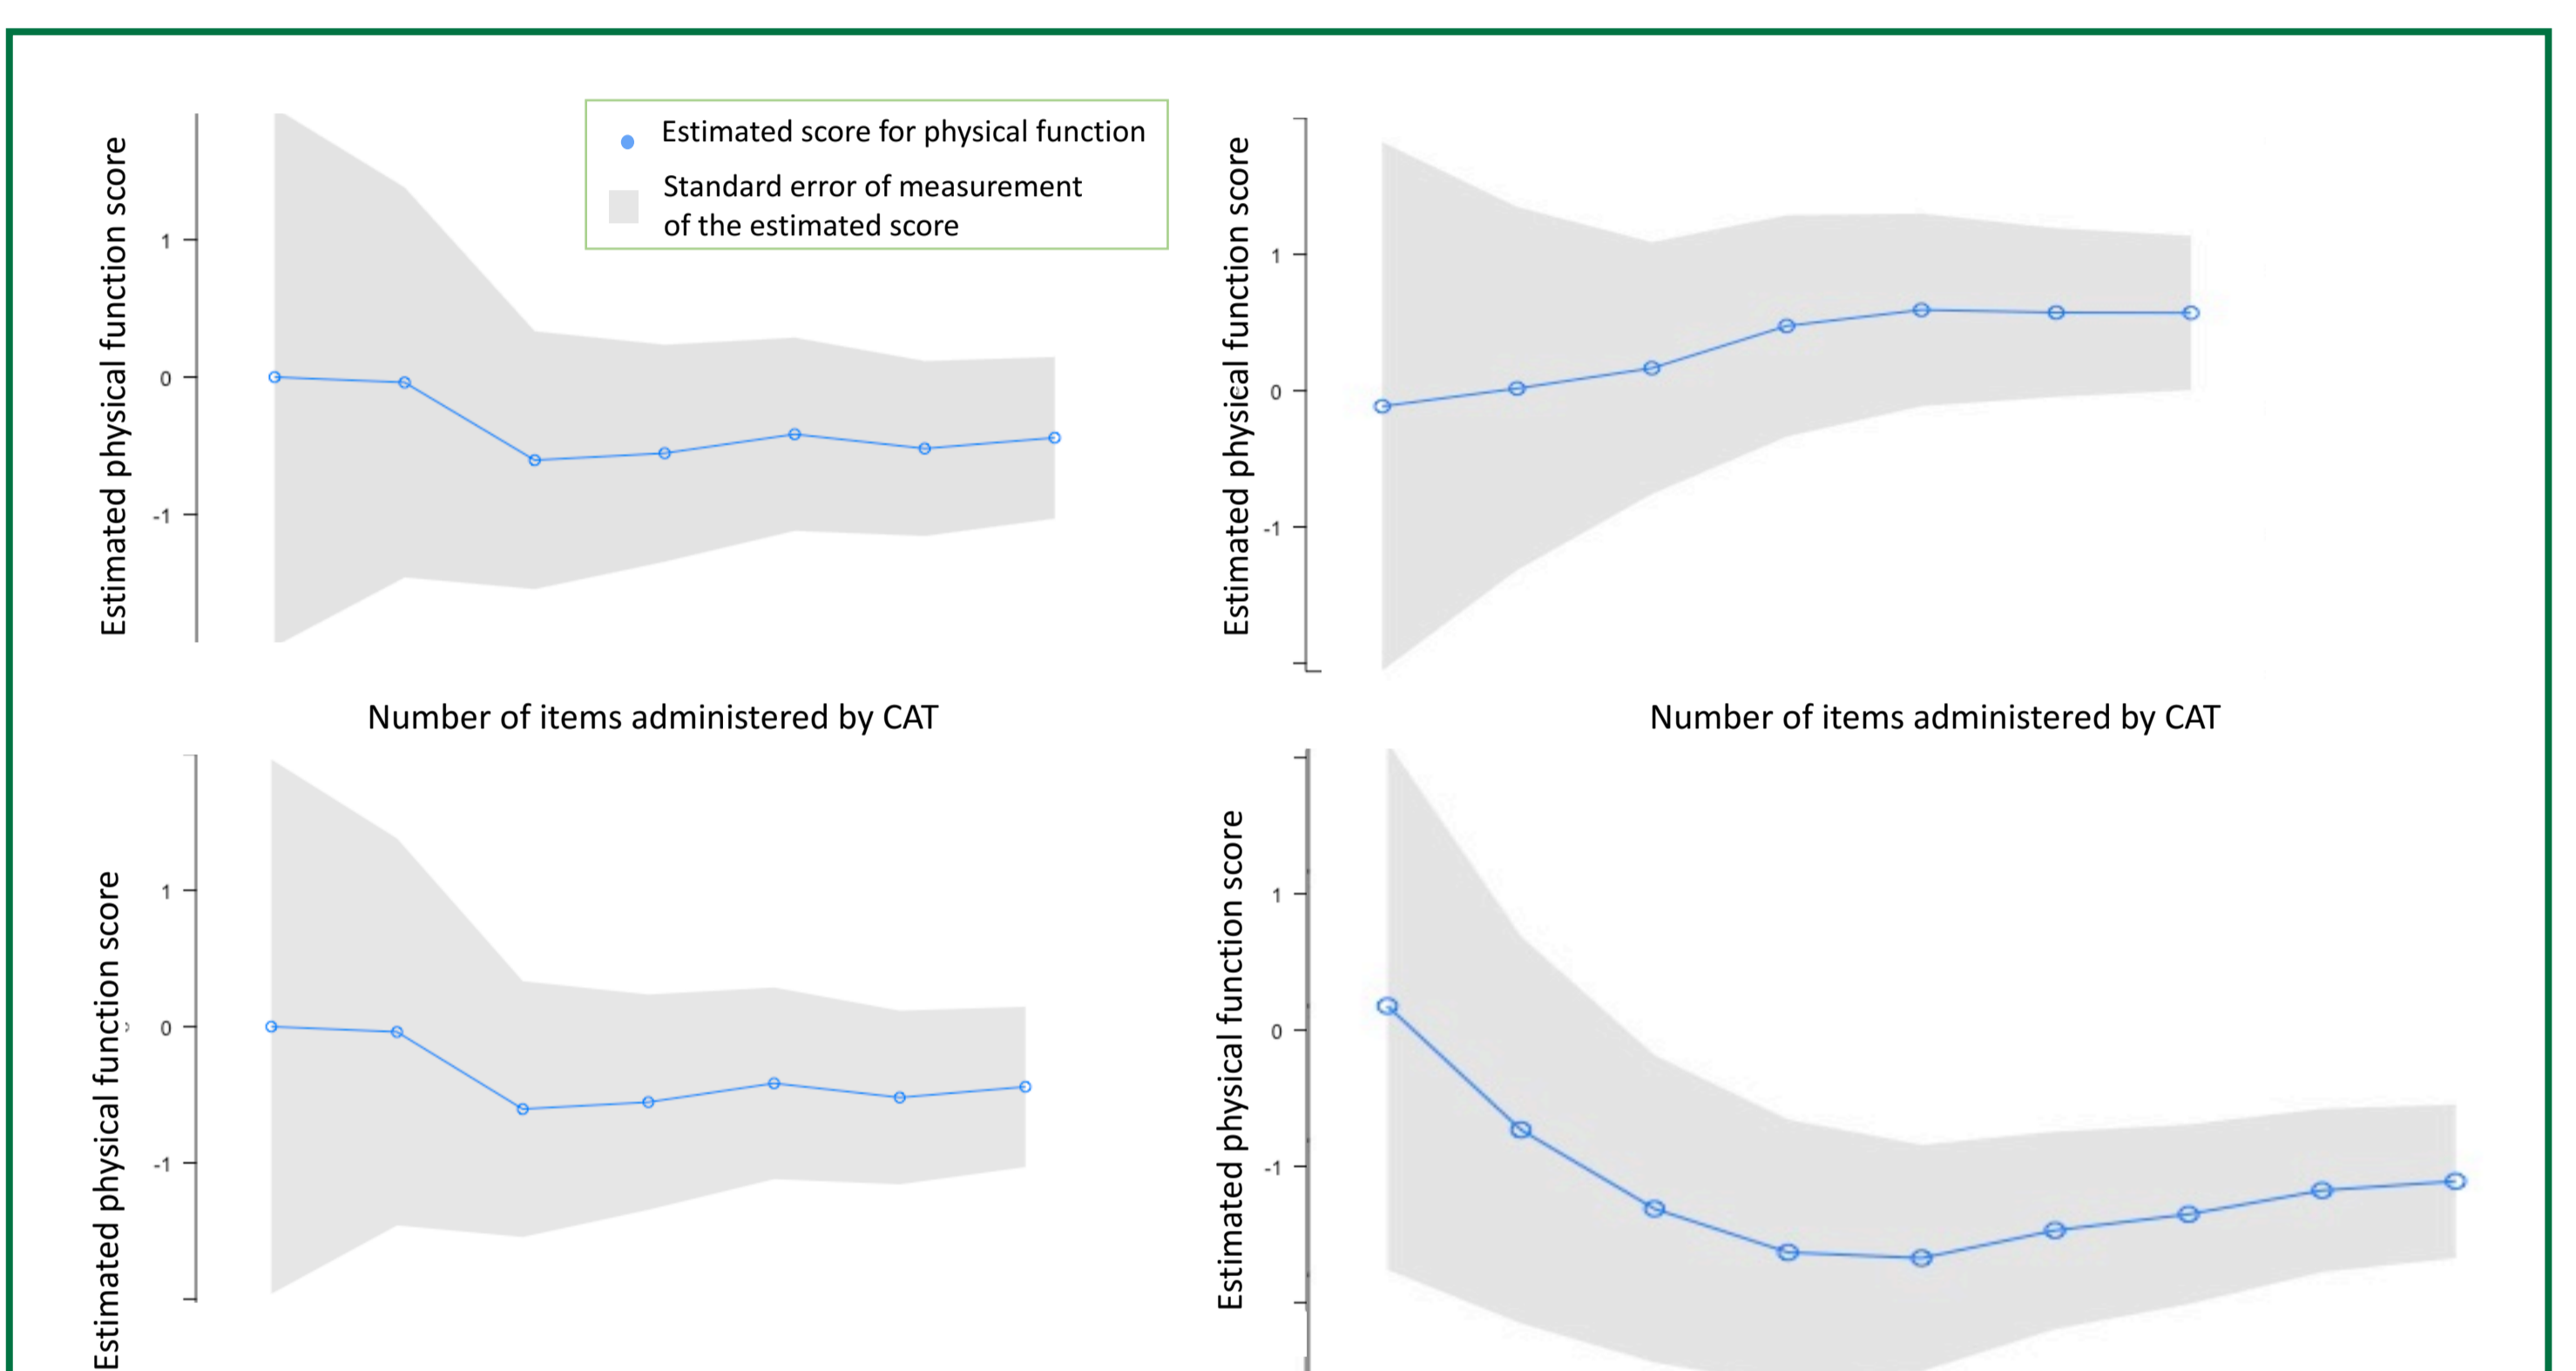 Estimated physical function score
1
0
-1
Estimated score for physical function
Standard error of measurement
of the estimated score
Number of items administered by CAT
Estimated physical function score
1
0
-1
Number of items administered by CAT
Estimated physical function score
1
0
-1
Estimated physical function score
1
0
-1